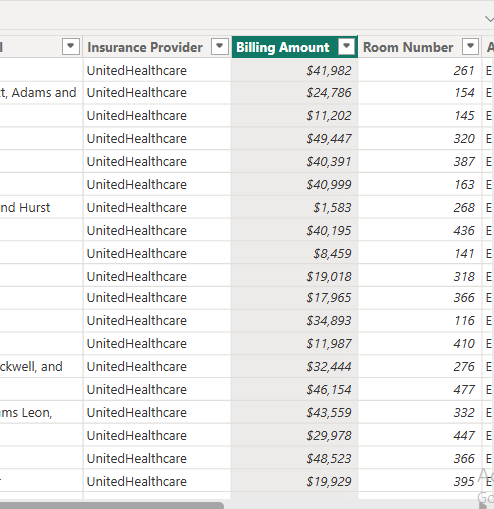 l Insurance Provider Billing Amount Room Number A
UnitedHealthcare $41,982 261 E
t, Adams and UnitedHealthcare $24,786 154 E
UnitedHealthcare $11,202 145 E
UnitedHealthcare $49,447 320 E
UnitedHealthcare $40,391 387 E
UnitedHealthcare $40,999 163 E
nd Hurst UnitedHealthcare $1,583 268 E
UnitedHealthcare $40,195 436 E
UnitedHealthcare $8,459 141 E
UnitedHealthcare $19,018 318 E
UnitedHealthcare $17,965 366 E
UnitedHealthcare $34,893 116 E
UnitedHealthcare $11,987 410 E
ckwell, and UnitedHealthcare $32,444 276 E
UnitedHealthcare $46,154 477 E
ms Leon, UnitedHealthcare $43,559 332 E
UnitedHealthcare $29,978 447 E
UnitedHealthcare $48,523 366 E
UnitedHealthcare $19,929 395 E
Go